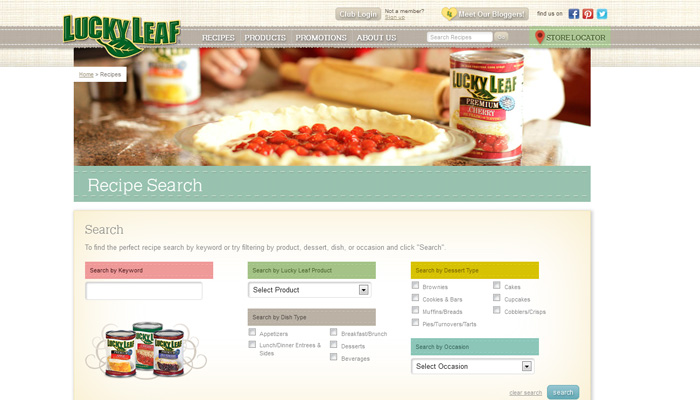 Club Login
Not a member?
Sign up
Meet Our Bloggers!
find us on
LUCKY LEAF
RECIPES PRODUCTS PROMOTIONS ABOUT US
Search Recipes
STORE LOCATOR
Home > Recipes
LUCKY LEAF
PREMIUM
CHERRY
Recipe Search
Search
To find the perfect recipe search by keyword or try filtering by product, dessert, dish, or occasion and click "Search".
Search by Keyword
Search by Lucky Leaf Product
Select Product
Search by Dish Type
Appetizers
Lunch/Dinner Entrees &
Sides
Breakfast/Brunch
Desserts
Beverages
Search by Dessert Type
Brownies
Cookies & Bars
Muffins/Breads
Pies/Turnovers/Tarts
Cakes
Cupcakes
Cobblers/Crisps
Search by Occasion
Select Occasion
clear search
search